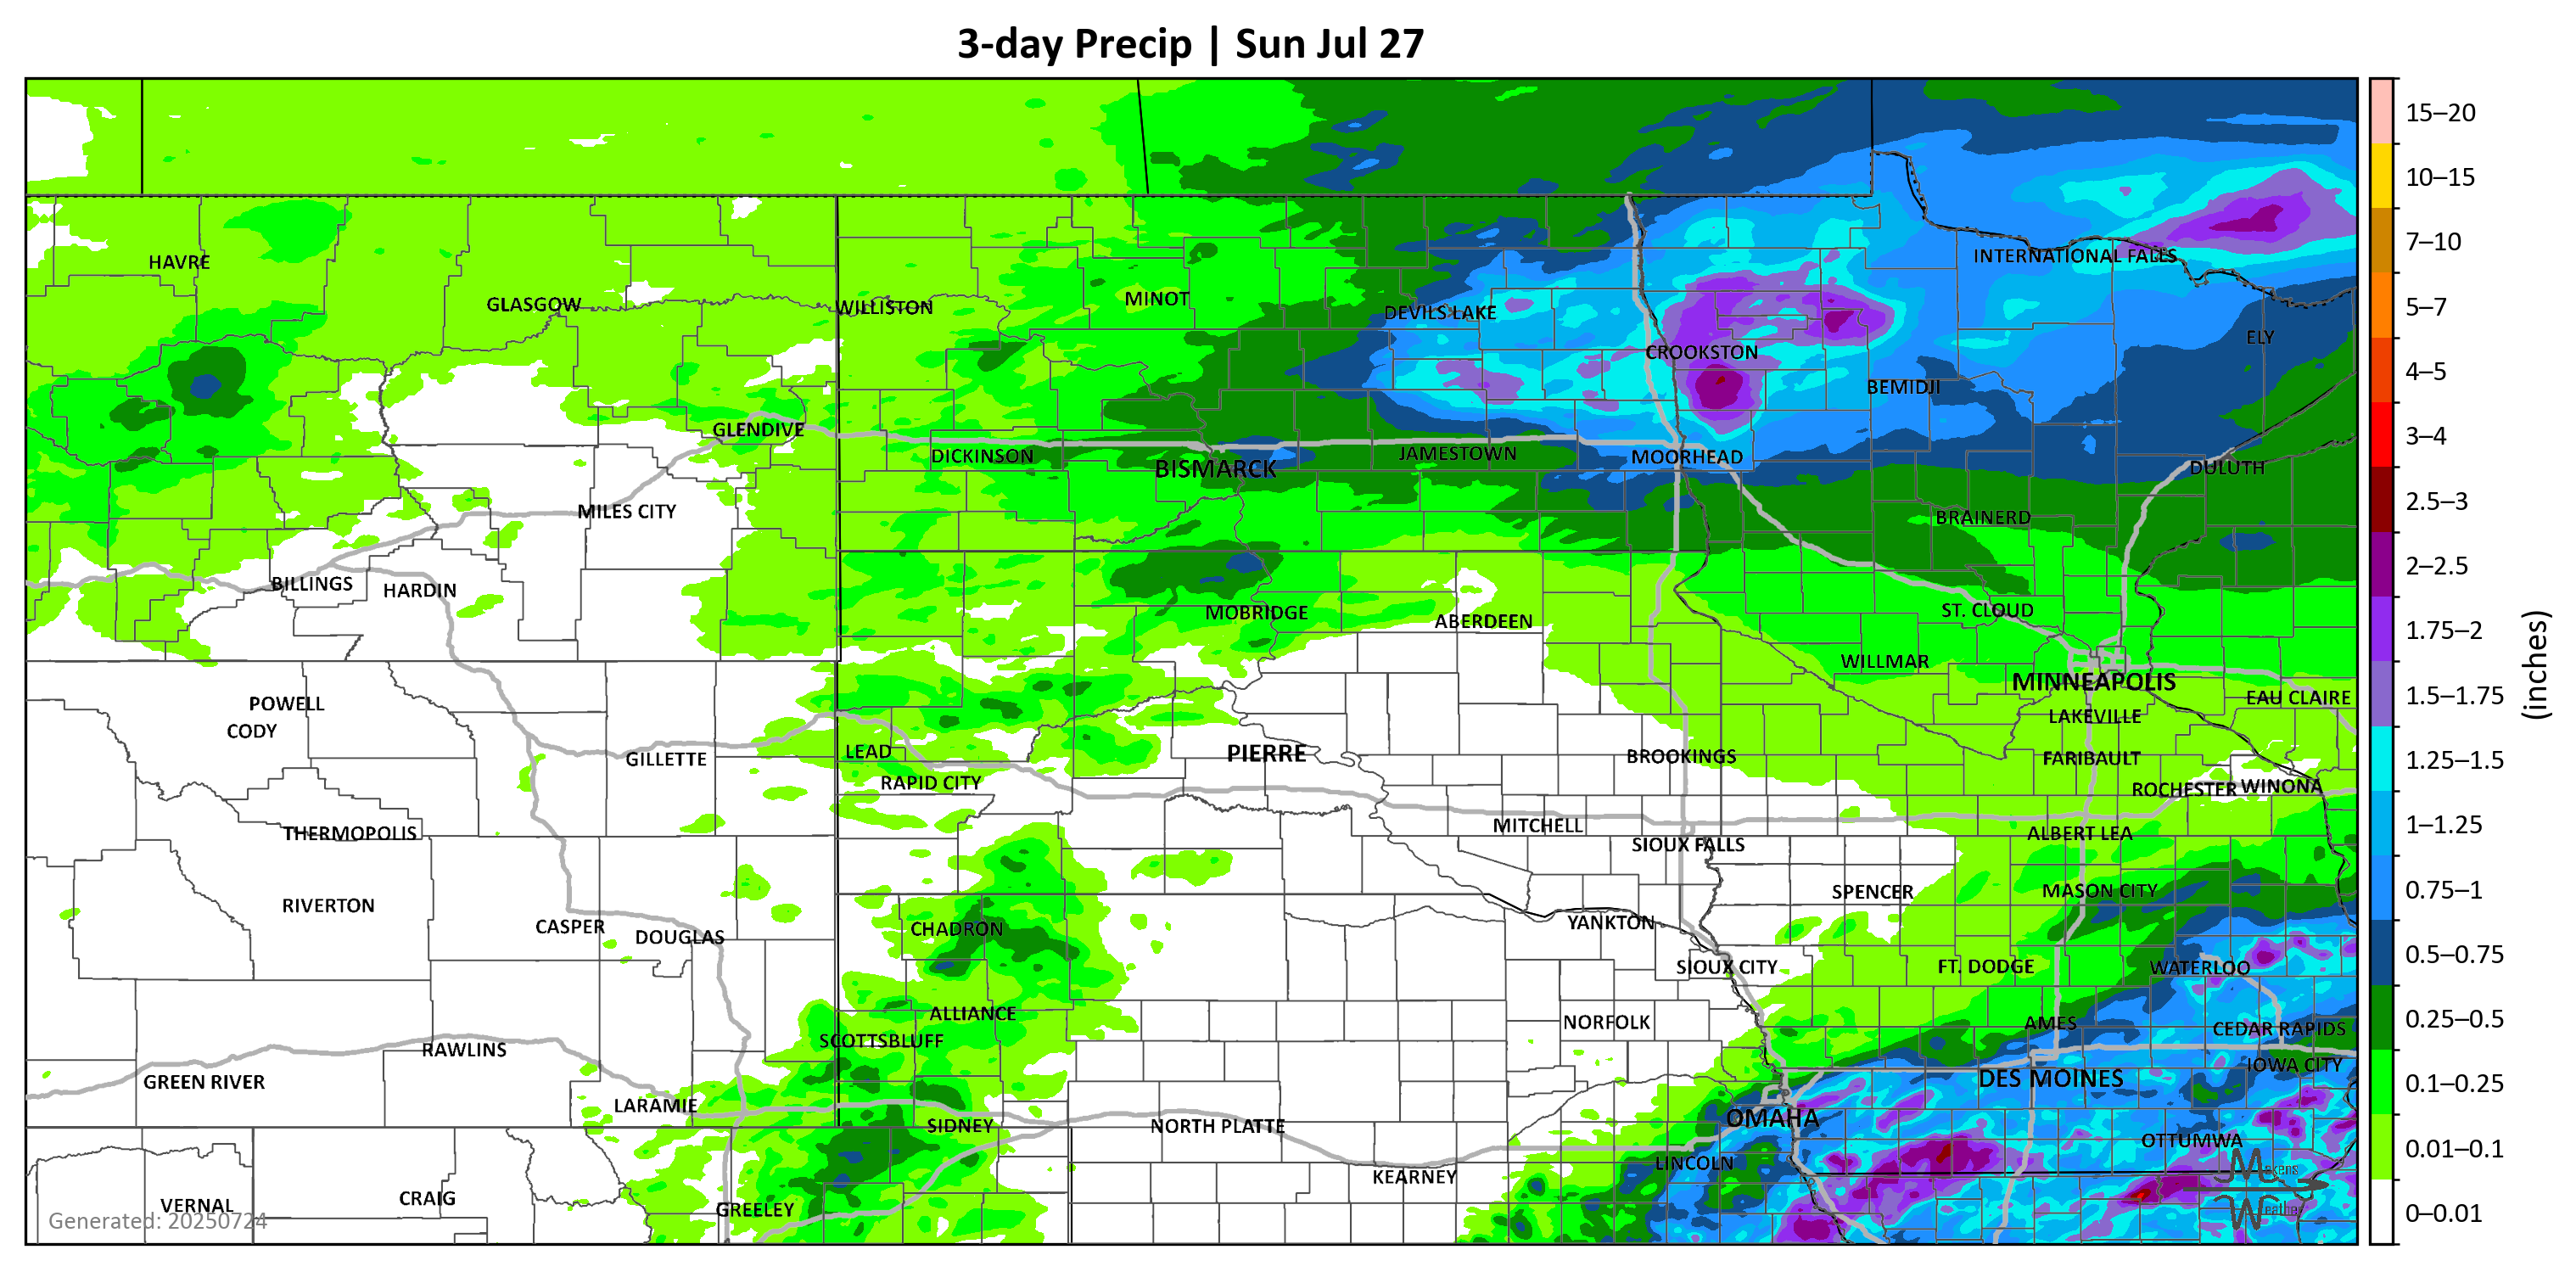 3-day Precip | Sun Jul 27
15–20
10–15
INTERNATIONAL FALLS
7–10
HAVRE
MINOT
GLASGOW
WILLISTON
DEVILS LAKE
5–7
ELY
CROOKSTON
4–5
BEMIDJI
GLENDIVE
3–4
DICKINSON
BISMARCK
JAMESTOWN
MOORHEAD
DULUTH
MILES CITY
2.5–3
BRAINERD
2–2.5
BILLINGS
HARDIN
MOBRIDGE
ABERDEEN
ST. CLOUD
1.75–2
WILLMAR
(inches)
MINNEAPOLIS
EAU CLAIRE
1.5–1.75
POWELL
LAKEVILLE
CODY
LEAD
PIERRE
BROOKINGS
GILLETTE
FARIBAULT
1.25–1.5
RAPID CITY
ROCHESTER
WINONA
THERMOPOLIS
MITCHELL
ALBERT LEA
1–1.25
SIOUX FALLS
SPENCER
MASON CITY
0.75–1
RIVERTON
CASPER
DOUGLAS
CHADRON
YANKTON
0.5–0.75
SIOUX CITY
FT. DODGE
WATERLOO
ALLIANCE
NORFOLK
AMES
CEDAR RAPIDS
0.25–0.5
SCOTTSBLUFF
RAWLINS
IOWA CITY
GREEN RIVER
DES MOINES
0.1–0.25
LARAMIE
SIDNEY
NORTH PLATTE
OMAHA
OTTUMWA
0.01–0.1
LINCOLN
KEARNEY
Makens
Weather
VERNAL
CRAIG
GREELEY
0–0.01
Generated: 20250724